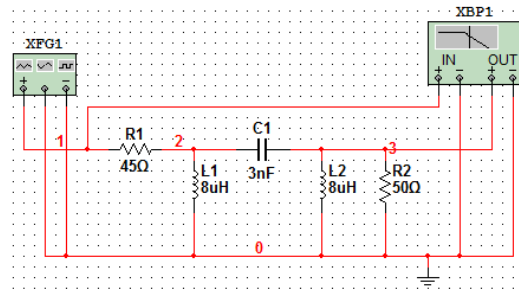 XBP1
XFG1
IN OUT
+ − + −
+ −
1 R1 2 C1 3
45Ω L1 3nF L2 R2
8uH 8uH 50Ω
0